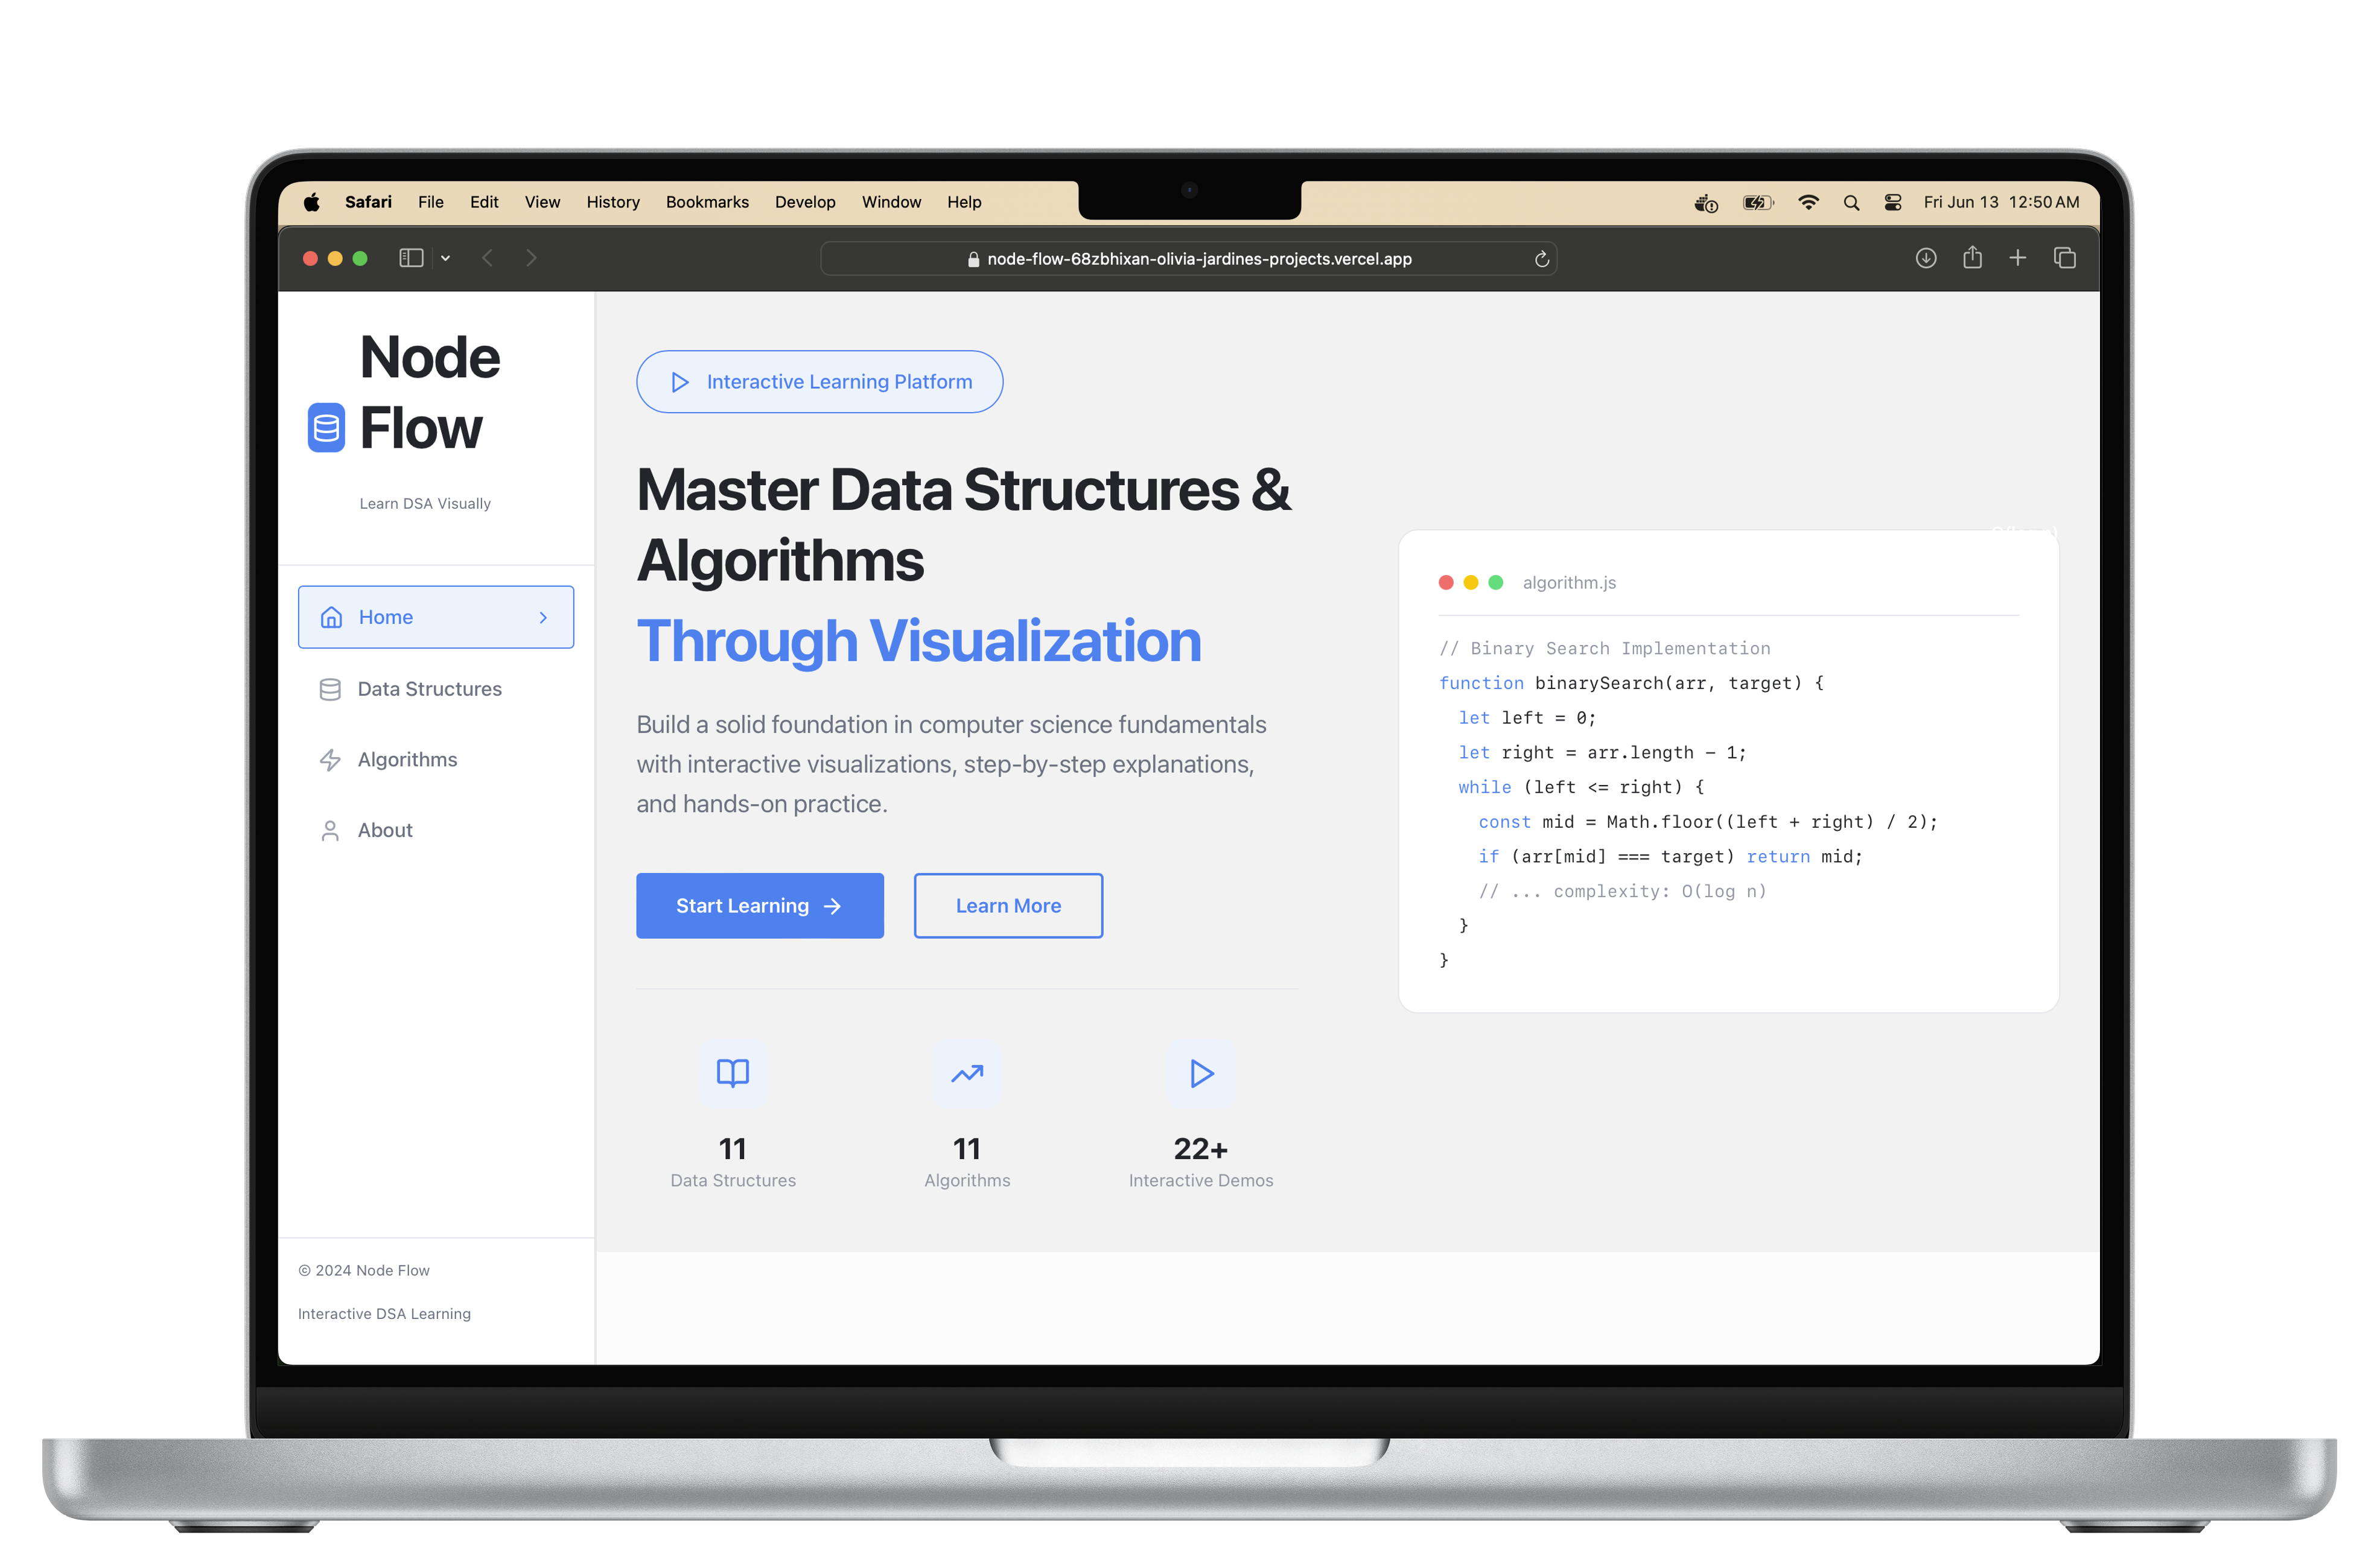 Safari File Edit View History Bookmarks Develop Window Help
Fri Jun 13 12:50 AM
node-flow-68zbhixan-olivia-jardines-projects.vercel.app
Node
Flow
Learn DSA Visually
Home
Data Structures
Algorithms
About
© 2024 Node Flow
Interactive DSA Learning
Interactive Learning Platform
Master Data Structures &
Algorithms
Through Visualization
Build a solid foundation in computer science fundamentals
with interactive visualizations, step-by-step explanations,
and hands-on practice.
Start Learning
Learn More
11
Data Structures
11
Algorithms
22+
Interactive Demos
algorithm.js
// Binary Search Implementation
function binarySearch(arr, target) {
let left = 0;
let right = arr.length - 1;
while (left <= right) {
const mid = Math.floor((left + right) / 2);
if (arr[mid] === target) return mid;
// ... complexity: O(log n)
}
}